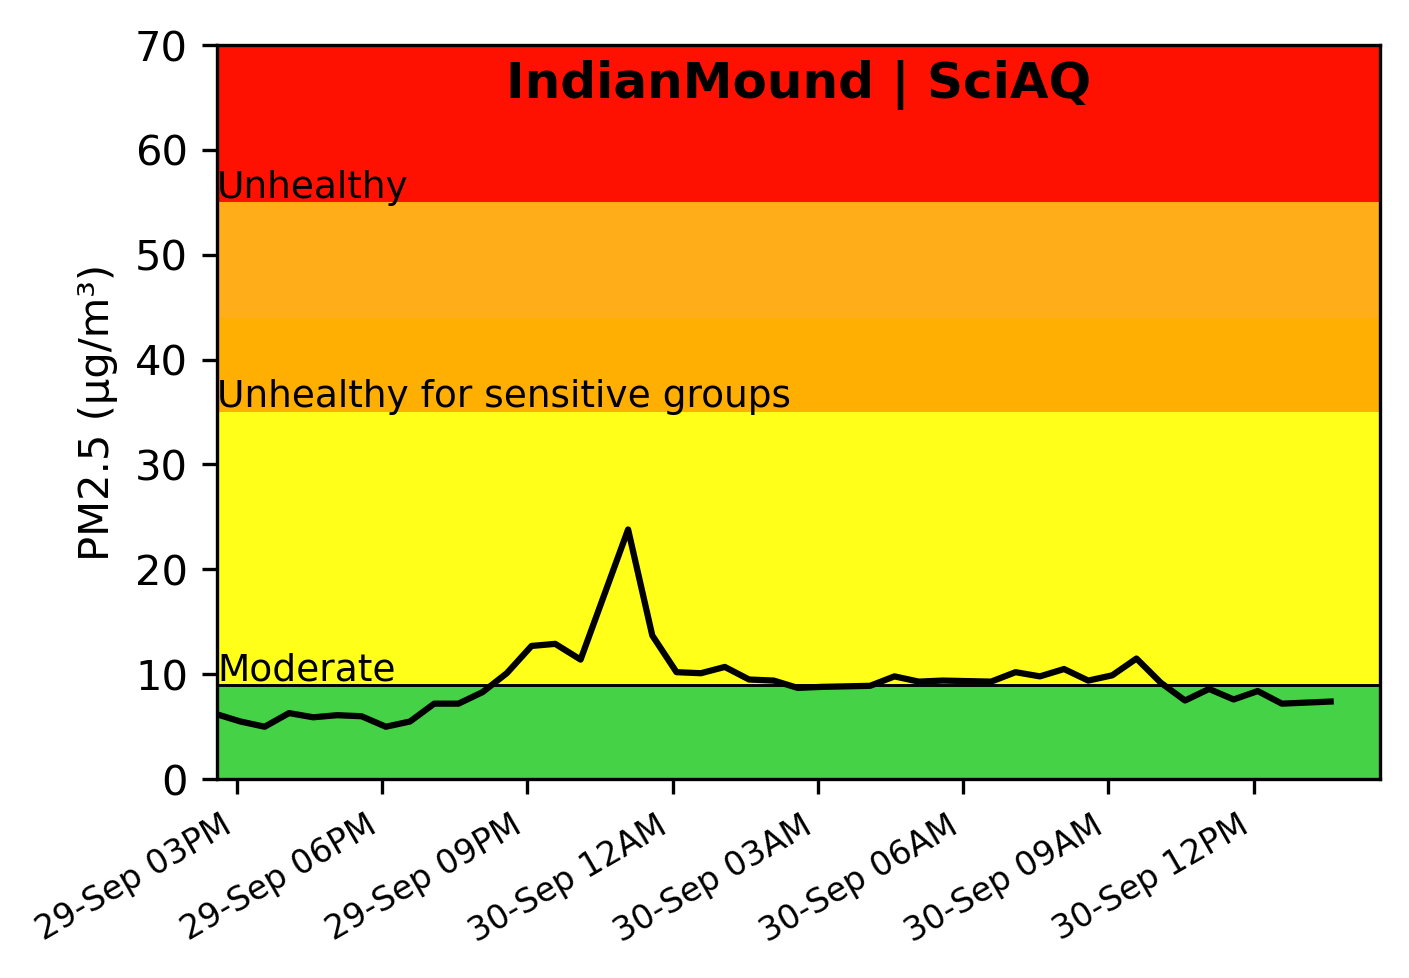 IndianMound | SciAQ
70
60
Unhealthy
50
40
Unhealthy for sensitive groups
30
20
Moderate
10
0
PM2.5 (µg/m³)
29-Sep 03PM
29-Sep 06PM
29-Sep 09PM
30-Sep 12AM
30-Sep 03AM
30-Sep 06AM
30-Sep 09AM
30-Sep 12PM